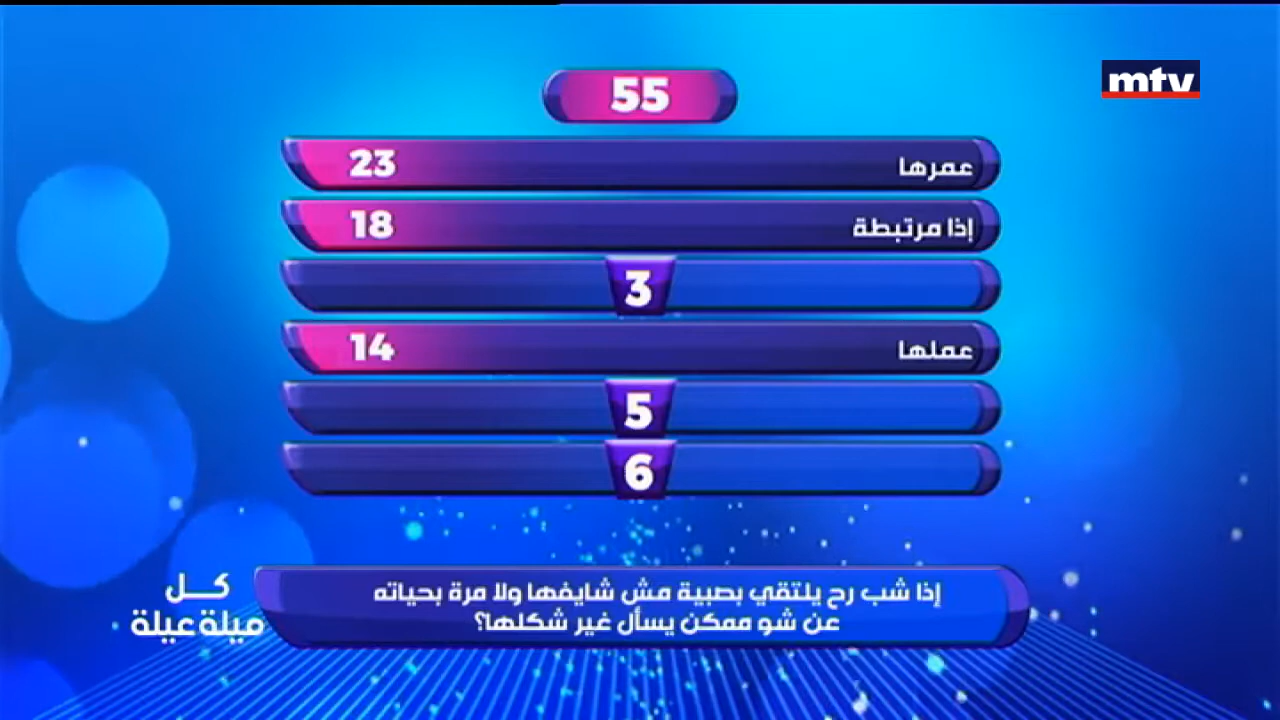 mtv
55
عمرها 23
إذا مرتبطة 18
3
عملها 14
5
6
إذا شب رح يلتقي بصبية مش شايفها ولا مرة بحياته
عن شو ممكن يسأل غير شكلها؟
كل
ميلة عيلة